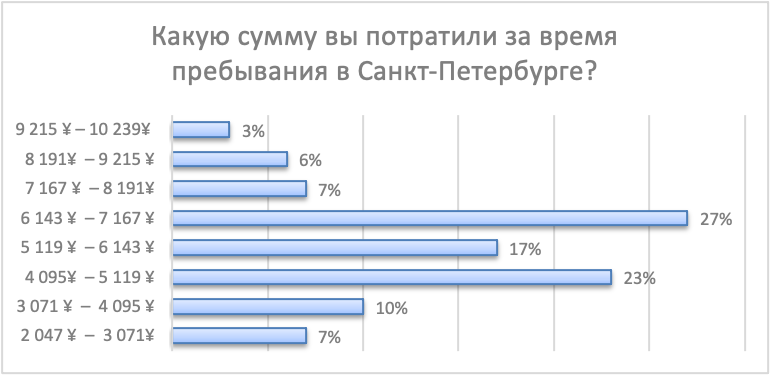 Какую сумму вы потратили за время
пребывания в Санкт-Петербурге?
9 215 ¥ – 10 239¥ 3%
8 191¥ – 9 215 ¥ 6%
7 167 ¥ – 8 191¥ 7%
6 143 ¥ – 7 167 ¥ 27%
5 119 ¥ – 6 143 ¥ 17%
4 095¥ – 5 119 ¥ 23%
3 071 ¥ – 4 095 ¥ 10%
2 047 ¥ – 3 071¥ 7%